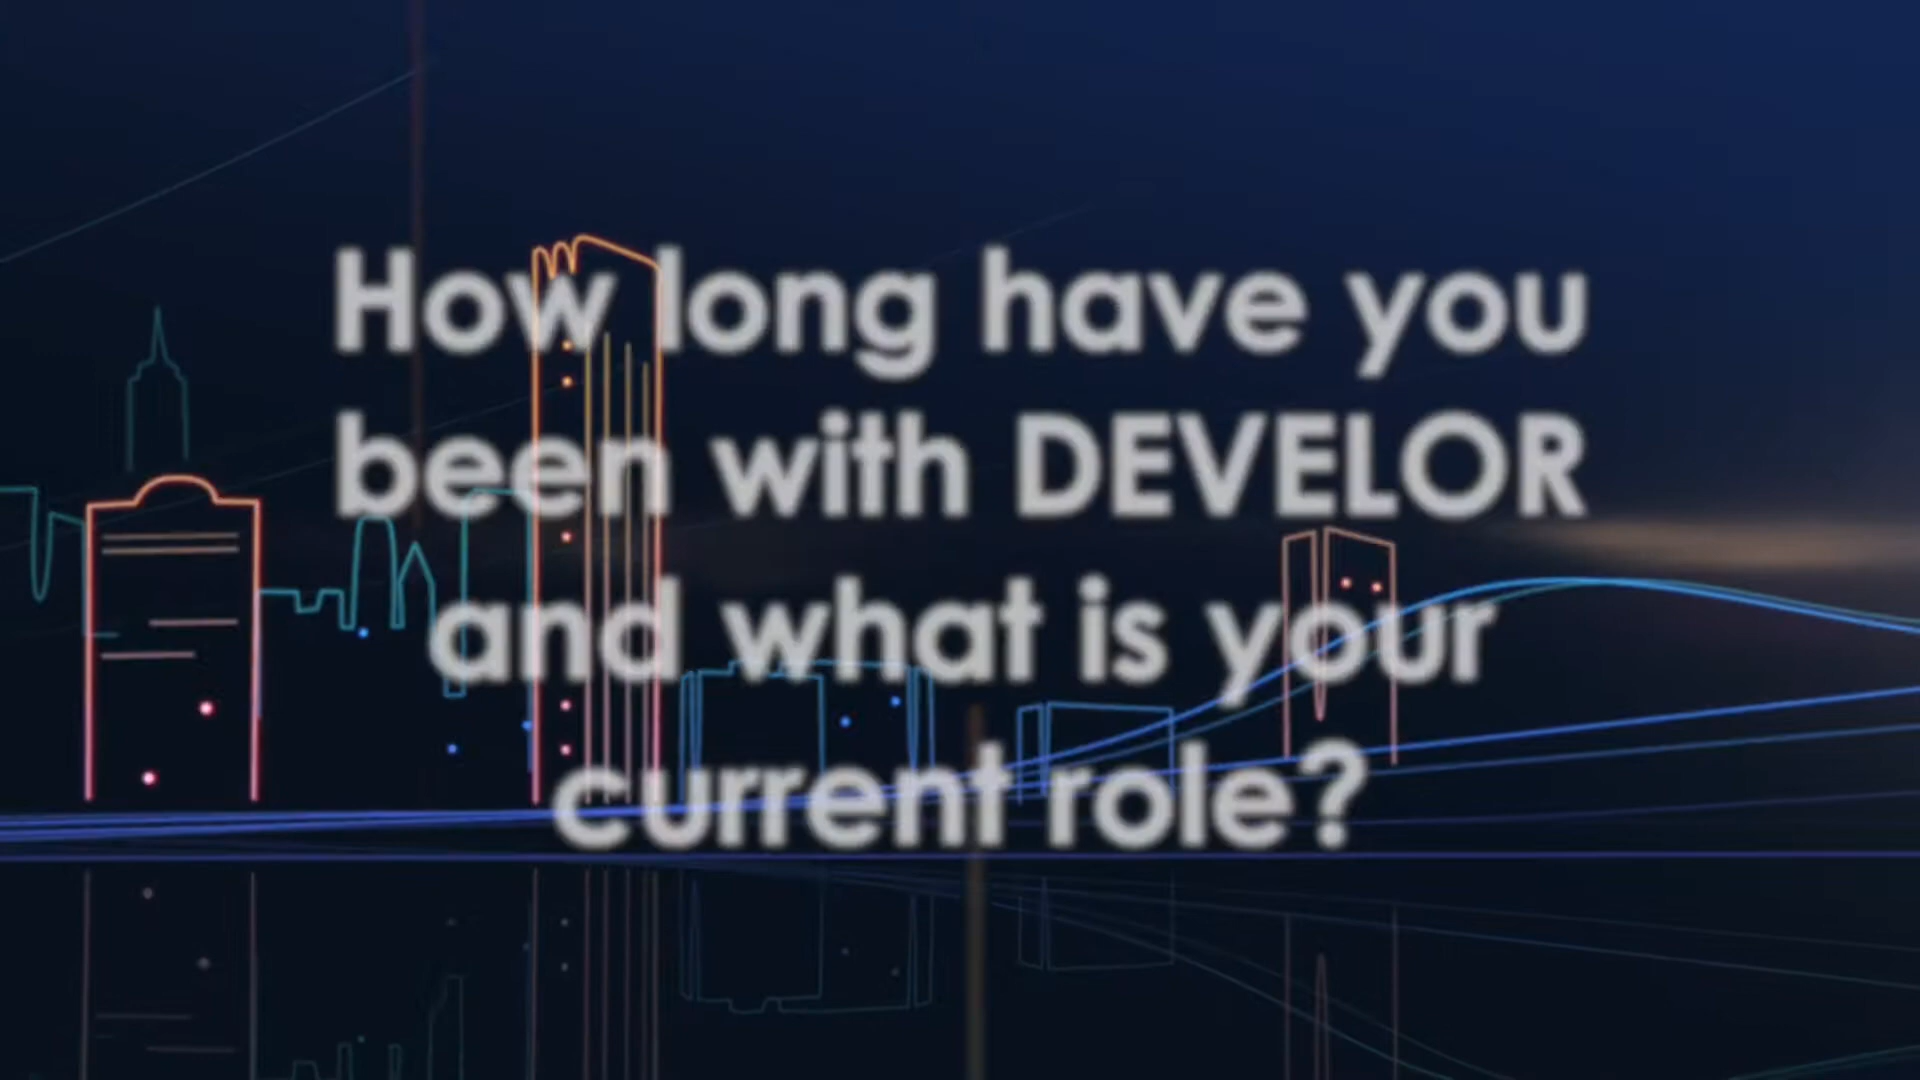 How long have you
been with DEVELOR
and what is your
current role?